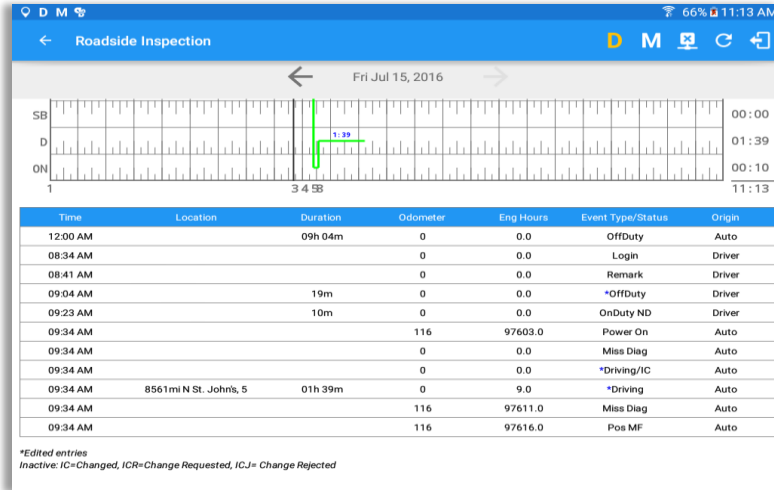 D M 66% 11:13 AM
Roadside Inspection D M
Fri Jul 15, 2016
SB 00:00
D 1:39 01:39
ON 00:10
1 3 4 5 8 11:13
Time Location Duration Odometer Eng Hours Event Type/Status Origin
12:00 AM 09h 04m 0 0.0 OffDuty Auto
08:34 AM 0 0.0 Login Driver
08:41 AM 0 0.0 Remark Driver
09:04 AM 19m 0 0.0 *OffDuty Driver
09:23 AM 10m 0 0.0 OnDuty ND Driver
09:34 AM 116 97603.0 Power On Auto
09:34 AM 0 0.0 Miss Diag Auto
09:34 AM 0 0.0 *Driving/IC Auto
09:34 AM 8561mi N St. John's, 5 01h 39m 0 9.0 *Driving Auto
09:34 AM 116 97611.0 Miss Diag Auto
09:34 AM 116 97616.0 Pos MF Auto
*Edited entries
Inactive: IC=Changed, ICR=Change Requested, ICJ= Change Rejected